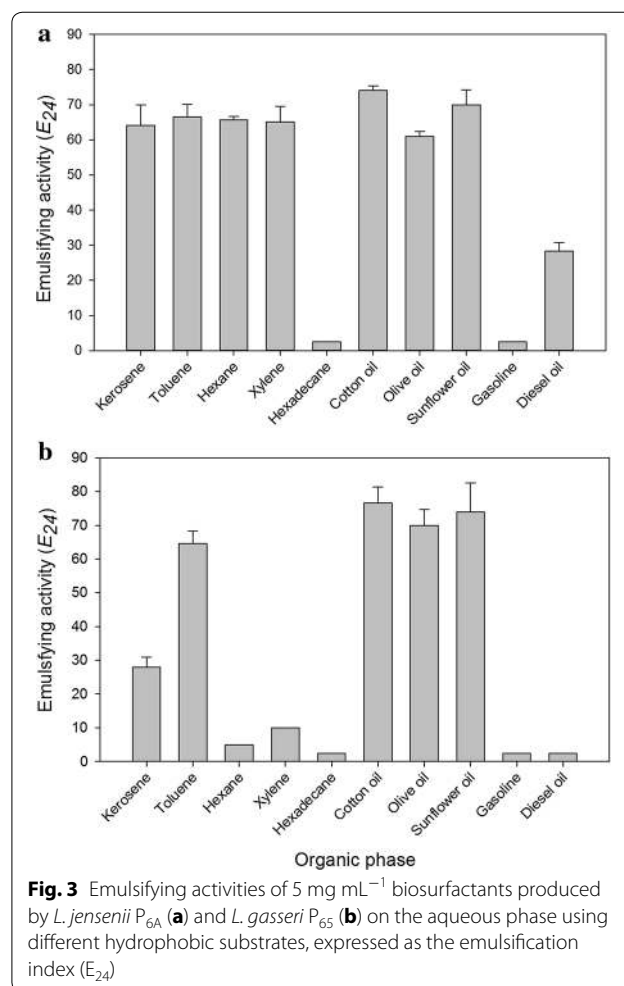 a
Emulsifying activity (E24)
90
80
70
60
50
40
30
20
10
0
Kerosene
Toluene
Hexane
Xylene
Hexadecane
Cotton oil
Olive oil
Sunflower oil
Gasoline
Diesel oil
b
Emulsfying activity (E24)
90
80
70
60
50
40
30
20
10
0
Kerosene
Toluene
Hexane
Xylene
Hexadecane
Cotton oil
Olive oil
Sunflower oil
Gasoline
Diesel oil
Organic phase
Fig. 3 Emulsifying activities of 5 mg mL−1 biosurfactants produced
by L. jensenii P6A (a) and L. gasseri P65 (b) on the aqueous phase using
different hydrophobic substrates, expressed as the emulsification
index (E24)